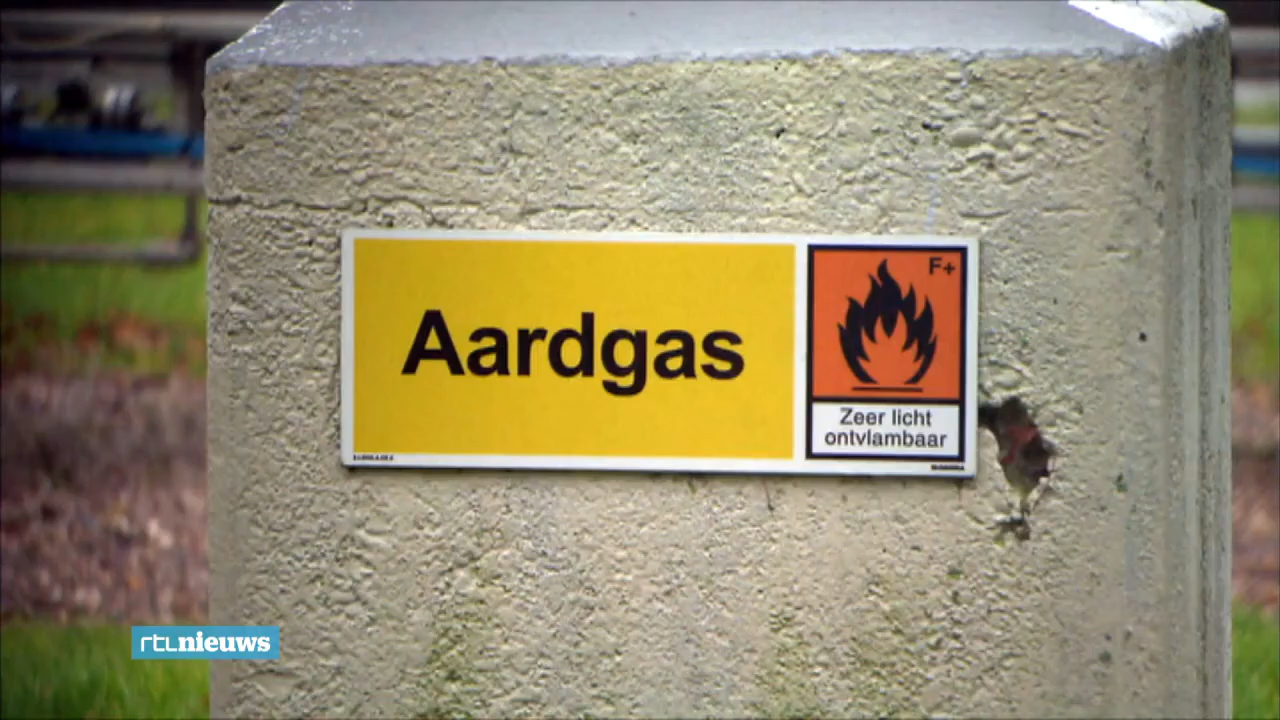 Aardgas
F+
Zeer licht
ontvlambaar
rtlnieuws